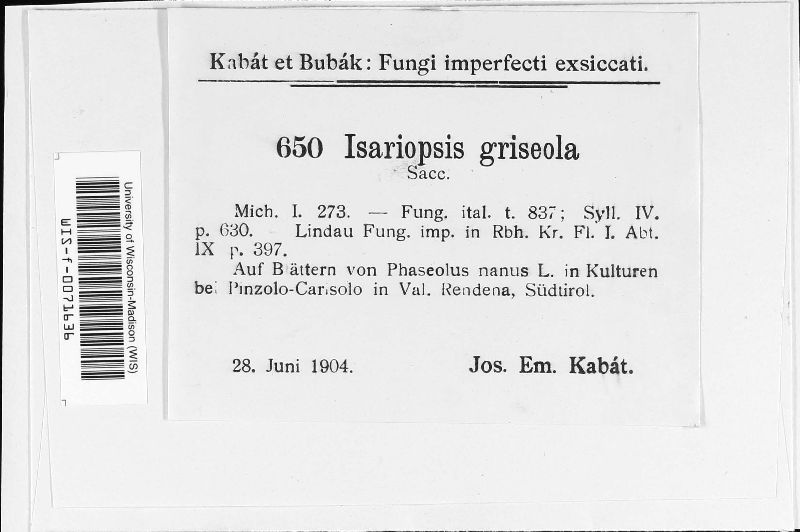 Kabát et Bubák: Fungi imperfecti exsiccati.
650 Isariopsis griseola
Sacc.
Mich. I. 273. — Fung. ital. t. 837; Syll. IV.
p. 630. Lindau Fung. imp. in Rbh. Kr. Fl. I. Abt.
IX p. 397.
Auf Blättern von Phaseolus nanus L. in Kulturen
bei Pinzolo-Carisolo in Val. Rendena, Südtirol.
28. Juni 1904. Jos. Em. Kabát.
University of Wisconsin-Madison (WIS)